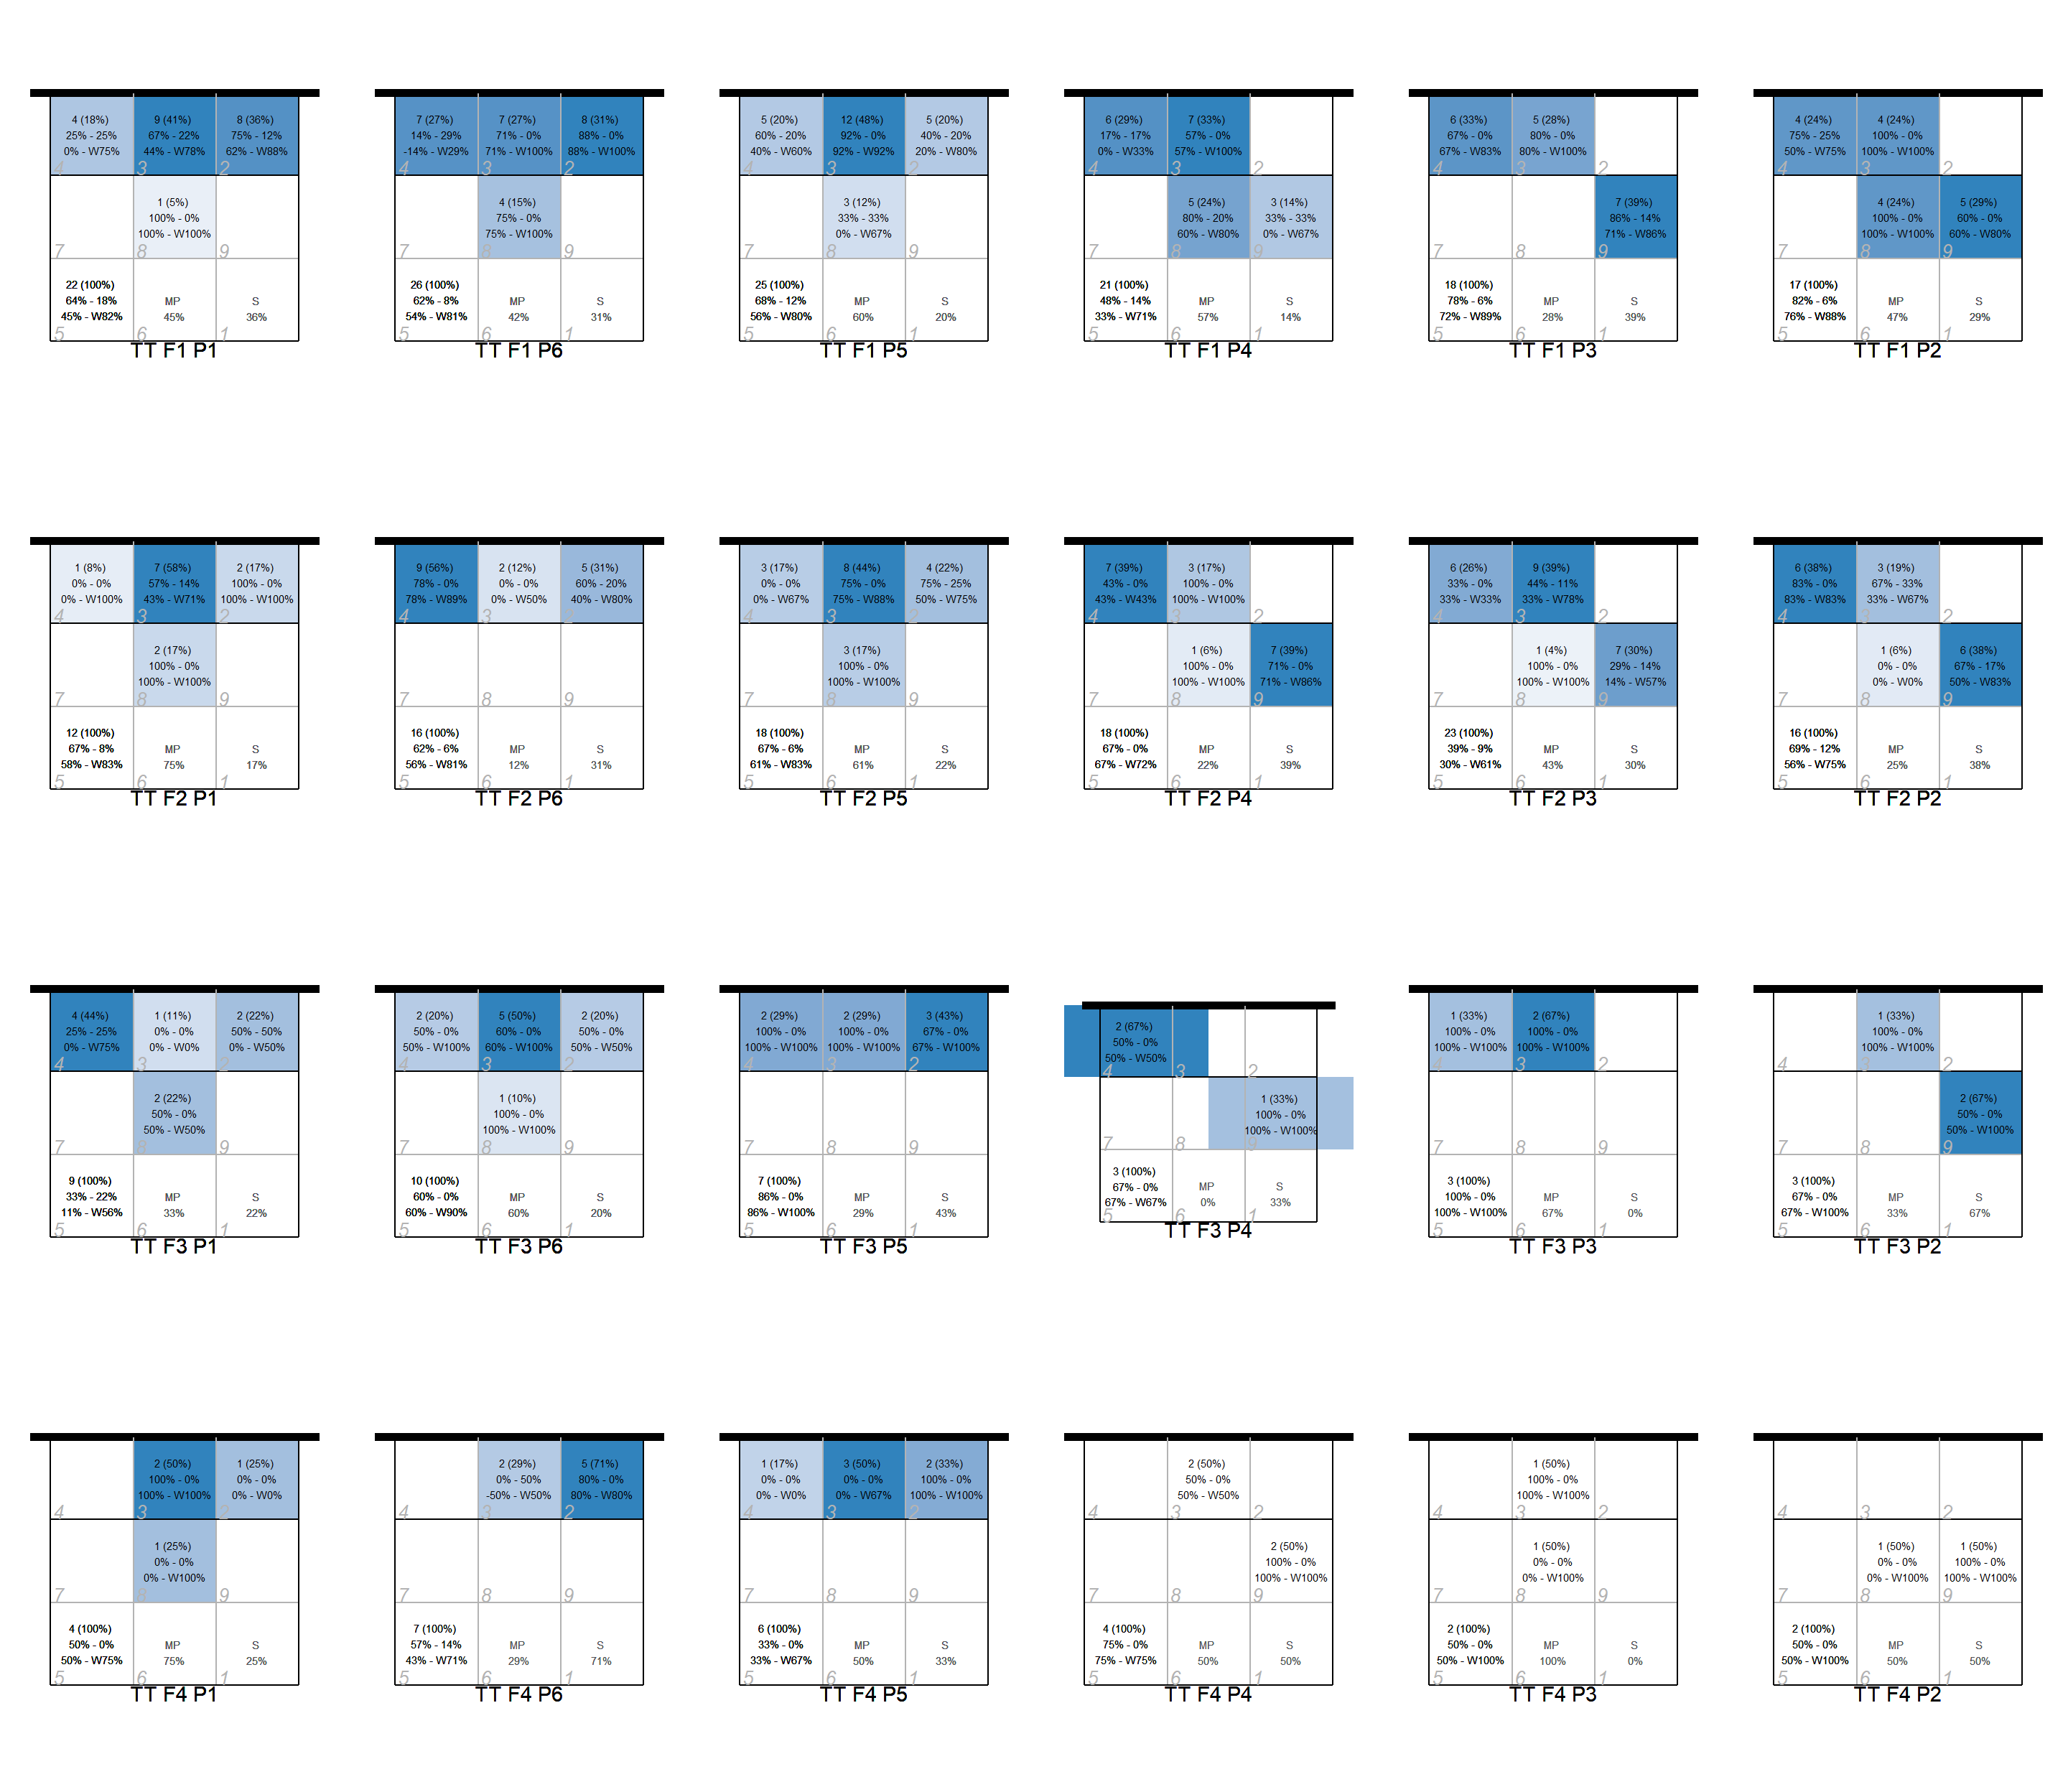 4 (18%)
25% - 25%
0% - W75%
4
9 (41%)
67% - 22%
44% - W78%
3
8 (36%)
75% - 12%
62% - W88%
2
7
1 (5%)
100% - 0%
100% - W100%
8
9
22 (100%)
64% - 18%
45% - W82%
5
MP
45%
6
S
36%
1
TT F1 P1
7 (27%)
14% - 29%
-14% - W29%
4
7 (27%)
71% - 0%
71% - W100%
3
8 (31%)
88% - 0%
88% - W100%
2
7
4 (15%)
75% - 0%
75% - W100%
8
9
26 (100%)
62% - 8%
54% - W81%
5
MP
42%
6
S
31%
1
TT F1 P6
5 (20%)
60% - 20%
40% - W60%
4
12 (48%)
92% - 0%
92% - W92%
3
5 (20%)
40% - 20%
20% - W80%
2
7
3 (12%)
33% - 33%
0% - W67%
8
9
25 (100%)
68% - 12%
56% - W80%
5
MP
60%
6
S
20%
1
TT F1 P5
6 (29%)
17% - 17%
0% - W33%
4
7 (33%)
57% - 0%
57% - W100%
3
2
7
5 (24%)
80% - 20%
60% - W80%
8
3 (14%)
33% - 33%
0% - W67%
9
21 (100%)
48% - 14%
33% - W71%
5
MP
57%
6
S
14%
1
TT F1 P4
6 (33%)
67% - 0%
67% - W83%
4
5 (28%)
80% - 0%
80% - W100%
3
2
7
8
7 (39%)
86% - 14%
71% - W86%
9
18 (100%)
78% - 6%
72% - W89%
5
MP
28%
6
S
39%
1
TT F1 P3
4 (24%)
75% - 25%
50% - W75%
4
4 (24%)
100% - 0%
100% - W100%
3
2
7
4 (24%)
100% - 0%
100% - W100%
8
5 (29%)
60% - 0%
60% - W80%
9
17 (100%)
82% - 6%
76% - W88%
5
MP
47%
6
S
29%
1
TT F1 P2
1 (8%)
0% - 0%
0% - W100%
4
7 (58%)
57% - 14%
43% - W71%
3
2 (17%)
100% - 0%
100% - W100%
2
7
2 (17%)
100% - 0%
100% - W100%
8
9
12 (100%)
67% - 8%
58% - W83%
5
MP
75%
6
S
17%
1
TT F2 P1
9 (56%)
78% - 0%
78% - W89%
4
2 (12%)
0% - 0%
0% - W50%
3
5 (31%)
60% - 20%
40% - W80%
2
7
8
9
16 (100%)
62% - 6%
56% - W81%
5
MP
12%
6
S
31%
1
TT F2 P6
3 (17%)
0% - 0%
0% - W67%
4
8 (44%)
75% - 0%
75% - W88%
3
4 (22%)
75% - 25%
50% - W75%
2
7
3 (17%)
100% - 0%
100% - W100%
8
9
18 (100%)
67% - 6%
61% - W83%
5
MP
61%
6
S
22%
1
TT F2 P5
7 (39%)
43% - 0%
43% - W43%
4
3 (17%)
100% - 0%
100% - W100%
3
2
7
1 (6%)
100% - 0%
100% - W100%
8
7 (39%)
71% - 0%
71% - W86%
9
18 (100%)
67% - 0%
67% - W72%
5
MP
22%
6
S
39%
1
TT F2 P4
6 (26%)
33% - 0%
33% - W33%
4
9 (39%)
44% - 11%
33% - W78%
3
2
7
1 (4%)
100% - 0%
100% - W100%
8
7 (30%)
29% - 14%
14% - W57%
9
23 (100%)
39% - 9%
30% - W61%
5
MP
43%
6
S
30%
1
TT F2 P3
6 (38%)
83% - 0%
83% - W83%
4
3 (19%)
67% - 33%
33% - W67%
3
2
7
1 (6%)
0% - 0%
0% - W0%
8
6 (38%)
67% - 17%
50% - W83%
9
16 (100%)
69% - 12%
56% - W75%
5
MP
25%
6
S
38%
1
TT F2 P2
4 (44%)
25% - 25%
0% - W75%
4
1 (11%)
0% - 0%
0% - W0%
3
2 (22%)
50% - 50%
0% - W50%
2
7
2 (22%)
50% - 0%
50% - W50%
8
9
9 (100%)
33% - 22%
11% - W56%
5
MP
33%
6
S
22%
1
TT F3 P1
2 (20%)
50% - 0%
50% - W100%
4
5 (50%)
60% - 0%
60% - W100%
3
2 (20%)
50% - 0%
50% - W50%
2
7
1 (10%)
100% - 0%
100% - W100%
8
9
10 (100%)
60% - 0%
60% - W90%
5
MP
60%
6
S
20%
1
TT F3 P6
2 (29%)
100% - 0%
100% - W100%
4
2 (29%)
100% - 0%
100% - W100%
3
3 (43%)
67% - 0%
67% - W100%
2
7
8
9
7 (100%)
86% - 0%
86% - W100%
5
MP
29%
6
S
43%
1
TT F3 P5
2 (67%)
50% - 0%
50% - W50%
4
3
2
7
8
1 (33%)
100% - 0%
100% - W100%
9
3 (100%)
67% - 0%
67% - W67%
5
MP
0%
6
S
33%
1
TT F3 P4
1 (33%)
100% - 0%
100% - W100%
4
2 (67%)
100% - 0%
100% - W100%
3
2
7
8
9
3 (100%)
100% - 0%
100% - W100%
5
MP
67%
6
S
0%
1
TT F3 P3
4
1 (33%)
100% - 0%
100% - W100%
3
2
7
8
2 (67%)
50% - 0%
50% - W100%
9
3 (100%)
67% - 0%
67% - W100%
5
MP
33%
6
S
67%
1
TT F3 P2
4
2 (50%)
100% - 0%
100% - W100%
3
1 (25%)
0% - 0%
0% - W0%
2
7
1 (25%)
0% - 0%
0% - W100%
8
9
4 (100%)
50% - 0%
50% - W75%
5
MP
75%
6
S
25%
1
TT F4 P1
4
2 (29%)
0% - 50%
-50% - W50%
3
5 (71%)
80% - 0%
80% - W80%
2
7
8
9
7 (100%)
57% - 14%
43% - W71%
5
MP
29%
6
S
71%
1
TT F4 P6
1 (17%)
0% - 0%
0% - W0%
4
3 (50%)
0% - 0%
0% - W67%
3
2 (33%)
100% - 0%
100% - W100%
2
7
8
9
6 (100%)
33% - 0%
33% - W67%
5
MP
50%
6
S
33%
1
TT F4 P5
4
2 (50%)
50% - 0%
50% - W50%
3
2
7
8
2 (50%)
100% - 0%
100% - W100%
9
4 (100%)
75% - 0%
75% - W75%
5
MP
50%
6
S
50%
1
TT F4 P4
4
1 (50%)
100% - 0%
100% - W100%
3
2
7
1 (50%)
0% - 0%
0% - W100%
8
9
2 (100%)
50% - 0%
50% - W100%
5
MP
100%
6
S
0%
1
TT F4 P3
4
3
2
7
1 (50%)
0% - 0%
0% - W100%
8
1 (50%)
100% - 0%
100% - W100%
9
2 (100%)
50% - 0%
50% - W100%
5
MP
50%
6
S
50%
1
TT F4 P2